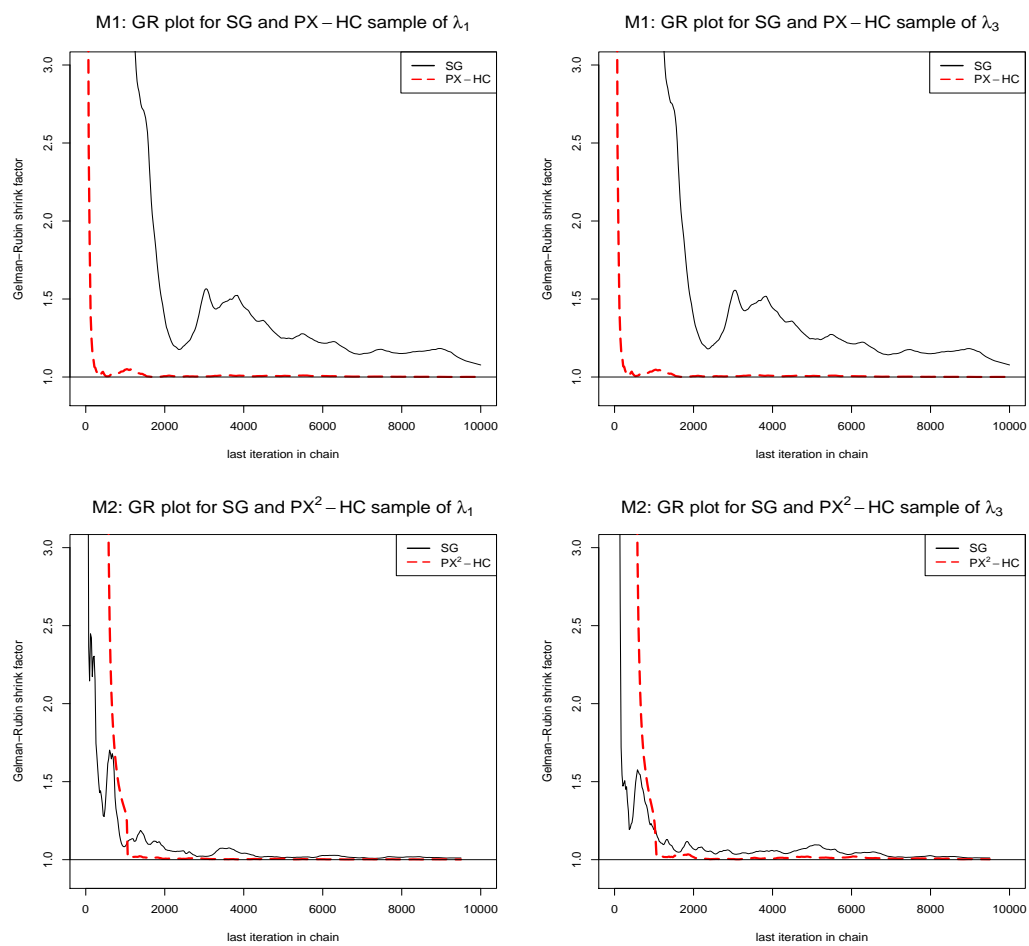 M1: GR plot for SG and PX − HC sample of λ₁
Gelman−Rubin shrink factor
3.0
2.5
2.0
1.5
1.0
SG
PX − HC
0 2000 4000 6000 8000 10000
last iteration in chain
M1: GR plot for SG and PX − HC sample of λ₃
Gelman−Rubin shrink factor
3.0
2.5
2.0
1.5
1.0
SG
PX − HC
0 2000 4000 6000 8000 10000
last iteration in chain
M2: GR plot for SG and PX² − HC sample of λ₁
Gelman−Rubin shrink factor
3.0
2.5
2.0
1.5
1.0
SG
PX² − HC
0 2000 4000 6000 8000 10000
last iteration in chain
M2: GR plot for SG and PX² − HC sample of λ₃
Gelman−Rubin shrink factor
3.0
2.5
2.0
1.5
1.0
SG
PX² − HC
0 2000 4000 6000 8000 10000
last iteration in chain